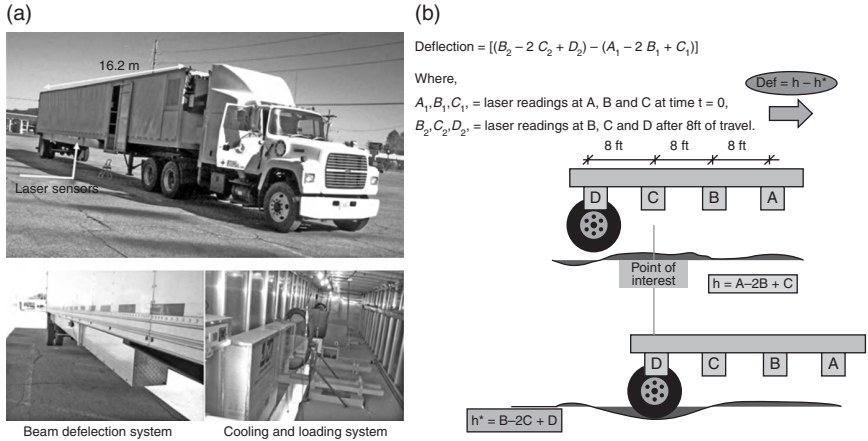 (a)
16.2 m
Laser sensors
Beam defelection system
Cooling and loading system
(b)
Deflection = [(B2 – 2 C2 + D2) – (A1 – 2 B1 + C1)]
Where,
A1,B1,C1, = laser readings at A, B and C at time t = 0,
B2,C2,D2, = laser readings at B, C and D after 8ft of travel.
Def = h – h*
8 ft 8 ft 8 ft
D C B A
Point of
interest
h = A–2B + C
D C B A
h* = B–2C + D